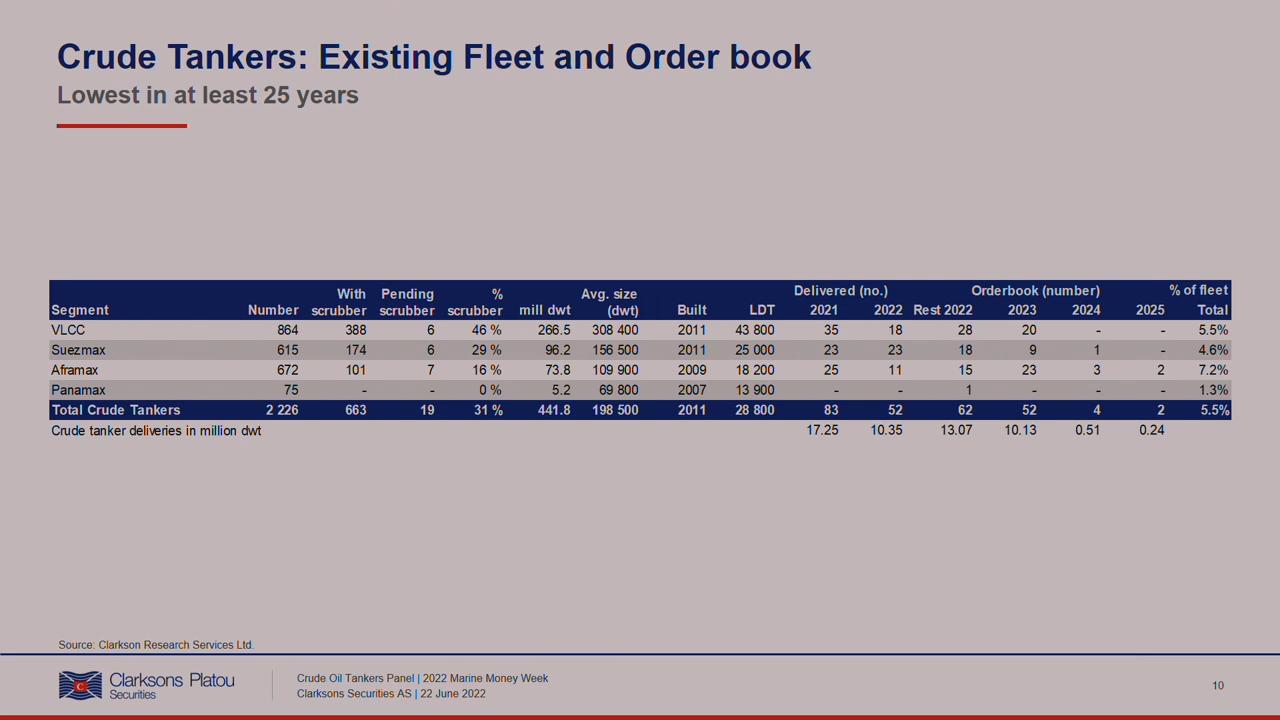 Crude Tankers: Existing Fleet and Order book
Lowest in at least 25 years
With Pending % Avg. size Delivered (no.) Orderbook (number) % of fleet
Segment Number scrubber scrubber scrubber mill dwt (dwt) Built LDT 2021 2022 Rest 2022 2023 2024 2025 Total
VLCC 864 388 6 46 % 266.5 308 400 2011 43 800 35 18 28 20 - - 5.5%
Suezmax 615 174 6 29 % 96.2 156 500 2011 25 000 23 23 18 9 1 - 4.6%
Aframax 672 101 7 16 % 73.8 109 900 2009 18 200 25 11 15 23 3 2 7.2%
Panamax 75 - - 0 % 5.2 69 800 2007 13 900 - - 1 - - - 1.3%
Total Crude Tankers 2 226 663 19 31 % 441.8 198 500 2011 28 800 83 52 62 52 4 2 5.5%
Crude tanker deliveries in million dwt 17.25 10.35 13.07 10.13 0.51 0.24
Source: Clarkson Research Services Ltd.
Clarksons Platou
Securities
Crude Oil Tankers Panel | 2022 Marine Money Week
Clarksons Securities AS | 22 June 2022
10